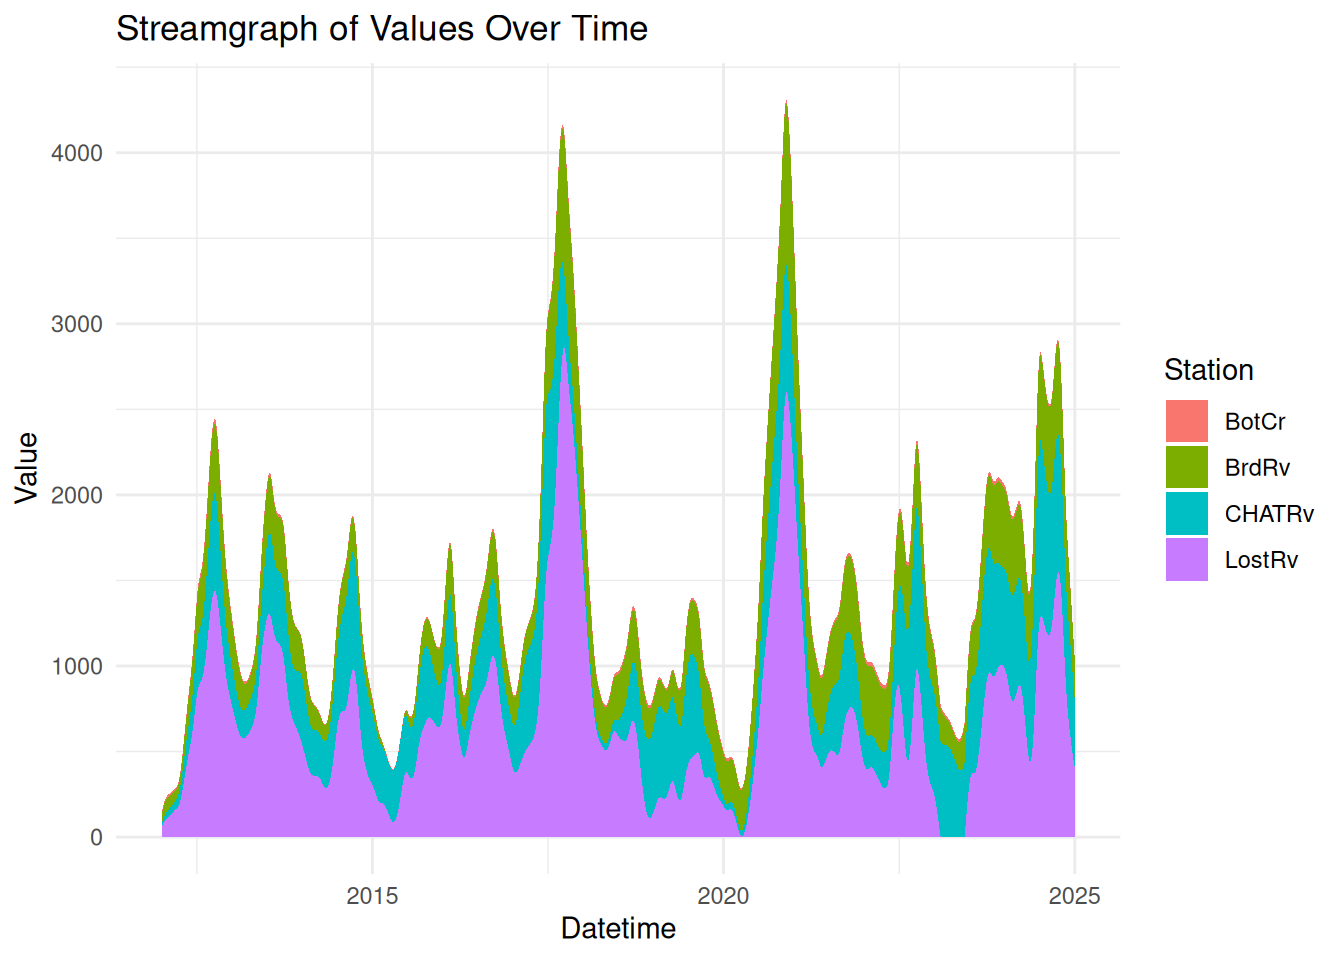 Streamgraph of Values Over Time
4000
3000
2000
1000
0
Value
2015
2020
2025
Datetime
Station
BotCr
BrdRv
CHATRv
LostRv